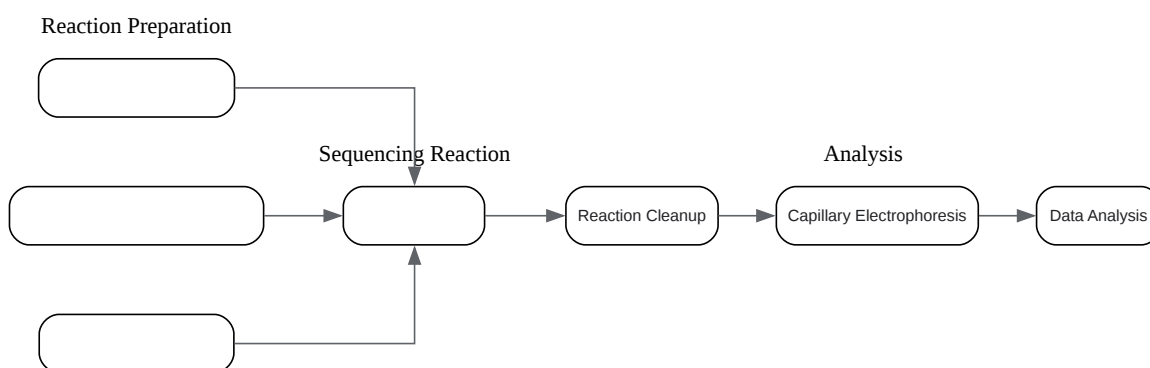 Reaction Preparation
Sequencing Reaction
Analysis
Reaction Cleanup
Capillary Electrophoresis
Data Analysis